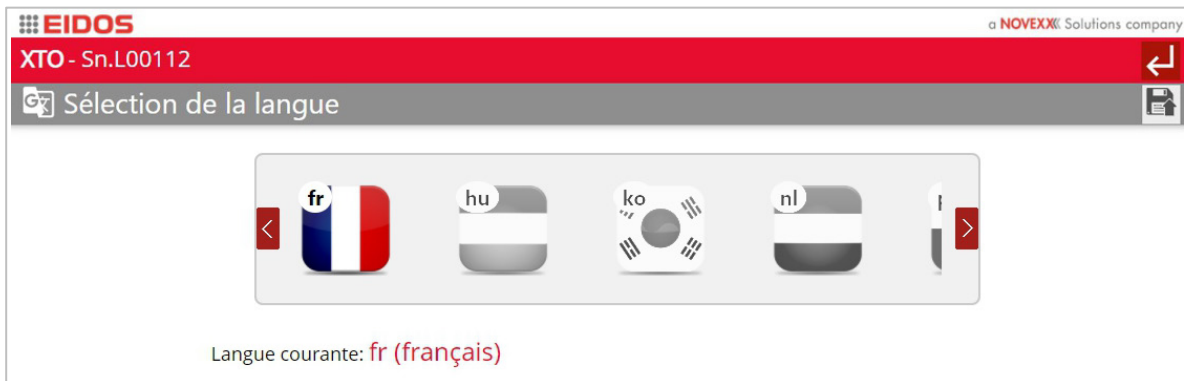 EIDOS
a NOVEXX Solutions company
XTO - Sn.L00112
Sélection de la langue
fr hu ko nl
Langue courante: fr (français)